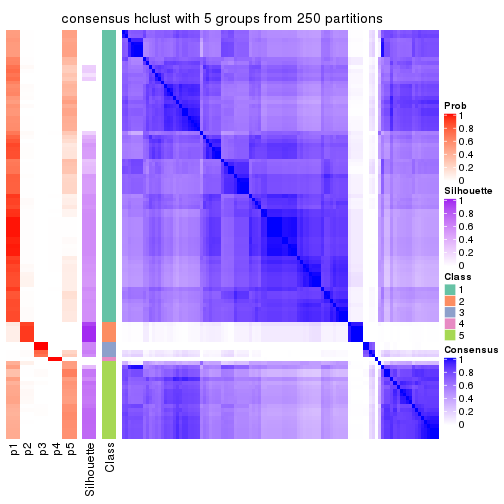 consensus hclust with 5 groups from 250 partitions
Prob
1
0.8
0.6
0.4
0.2
0
Silhouette
1
0.8
0.6
0.4
0.2
0
Class
1
2
3
4
5
Consensus
1
0.8
0.6
0.4
0.2
0
p1
p2
p3
p4
p5
Silhouette
Class